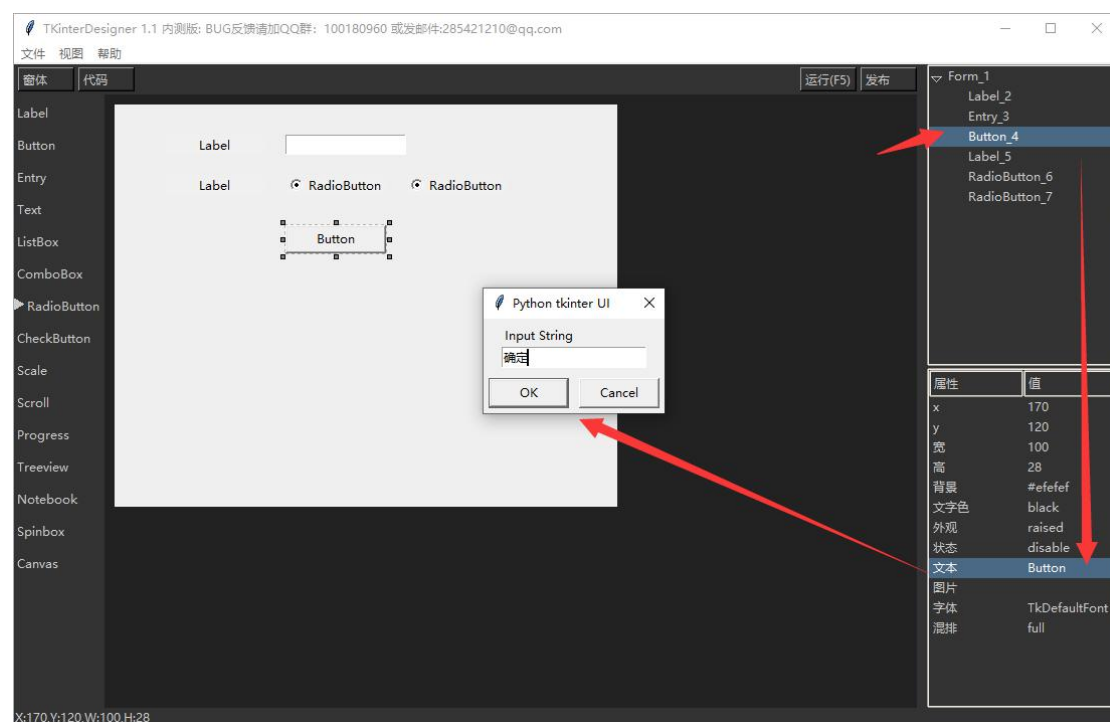 TKinterDesigner 1.1 内测版: BUG反馈请加QQ群：100180960 或发邮件:285421210@qq.com
文件 视图 帮助
窗体 代码 运行(F5) 发布
Label
Button
Entry
Text
ListBox
ComboBox
RadioButton
CheckButton
Scale
Scroll
Progress
Treeview
Notebook
Spinbox
Canvas
Label
Label RadioButton RadioButton
Button
Python tkinter UI
Input String
确定
OK Cancel
Form_1
Label_2
Entry_3
Button_4
Label_5
RadioButton_6
RadioButton_7
属性 值
x 170
y 120
宽 100
高 28
背景 #efefef
文字色 black
外观 raised
状态 disable
文本 Button
图片
字体 TkDefaultFont
混排 full
X:170,Y:120,W:100,H:28